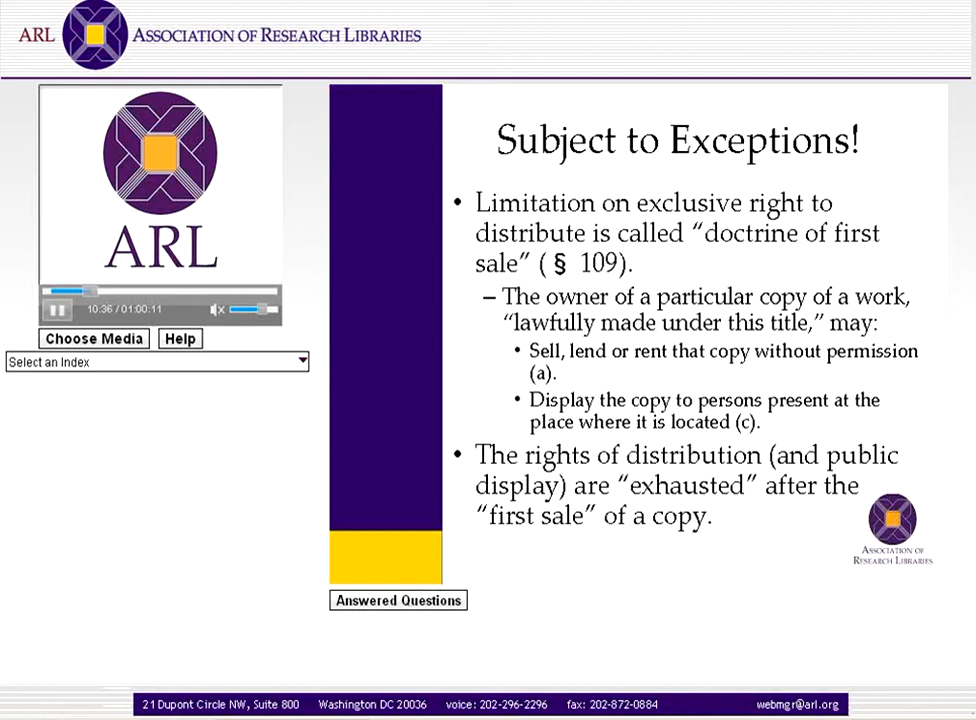 ARL ASSOCIATION OF RESEARCH LIBRARIES
ARL
10:36 / 01:00:11
Choose Media Help
Select an Index
Subject to Exceptions!
• Limitation on exclusive right to
distribute is called “doctrine of first
sale” ( § 109).
– The owner of a particular copy of a work,
“lawfully made under this title,” may:
• Sell, lend or rent that copy without permission
(a).
• Display the copy to persons present at the
place where it is located (c).
• The rights of distribution (and public
display) are “exhausted” after the
“first sale” of a copy.
ASSOCIATION OF
RESEARCH LIBRARIES
Answered Questions
21 Dupont Circle NW, Suite 800 Washington DC 20036 voice: 202-296-2296 fax: 202-872-0884 webmgr@arl.org